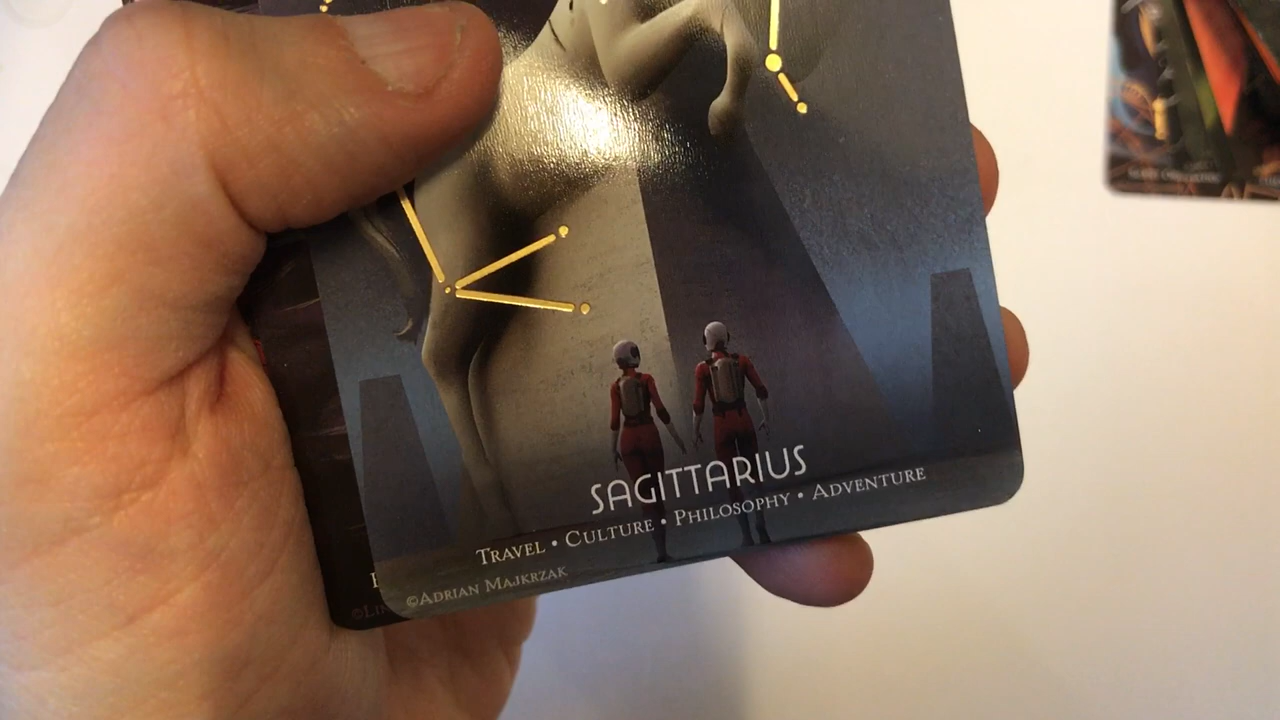 SAGITTARIUS
TRAVEL • CULTURE • PHILOSOPHY • ADVENTURE
©ADRIAN MAJKRZAK